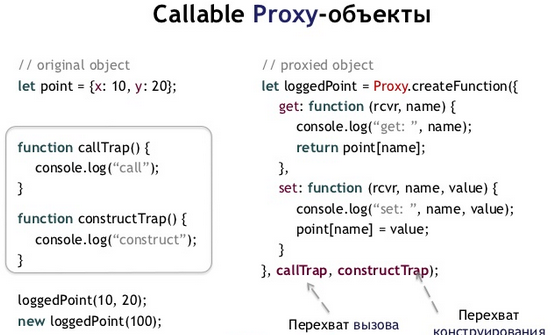 Callable Proxy-объекты
// original object
let point = {x: 10, y: 20};
function callTrap() {
console.log(“call”);
}
function constructTrap() {
console.log(“construct”);
}
loggedPoint(10, 20);
new loggedPoint(100);
// proxied object
let loggedPoint = Proxy.createFunction({
get: function (rcvr, name) {
console.log(“get: ”, name);
return point[name];
},
set: function (rcvr, name, value) {
console.log(“set: ”, name, value);
point[name] = value;
}
}, callTrap, constructTrap);
Перехват вызова
Перехват
конструирования